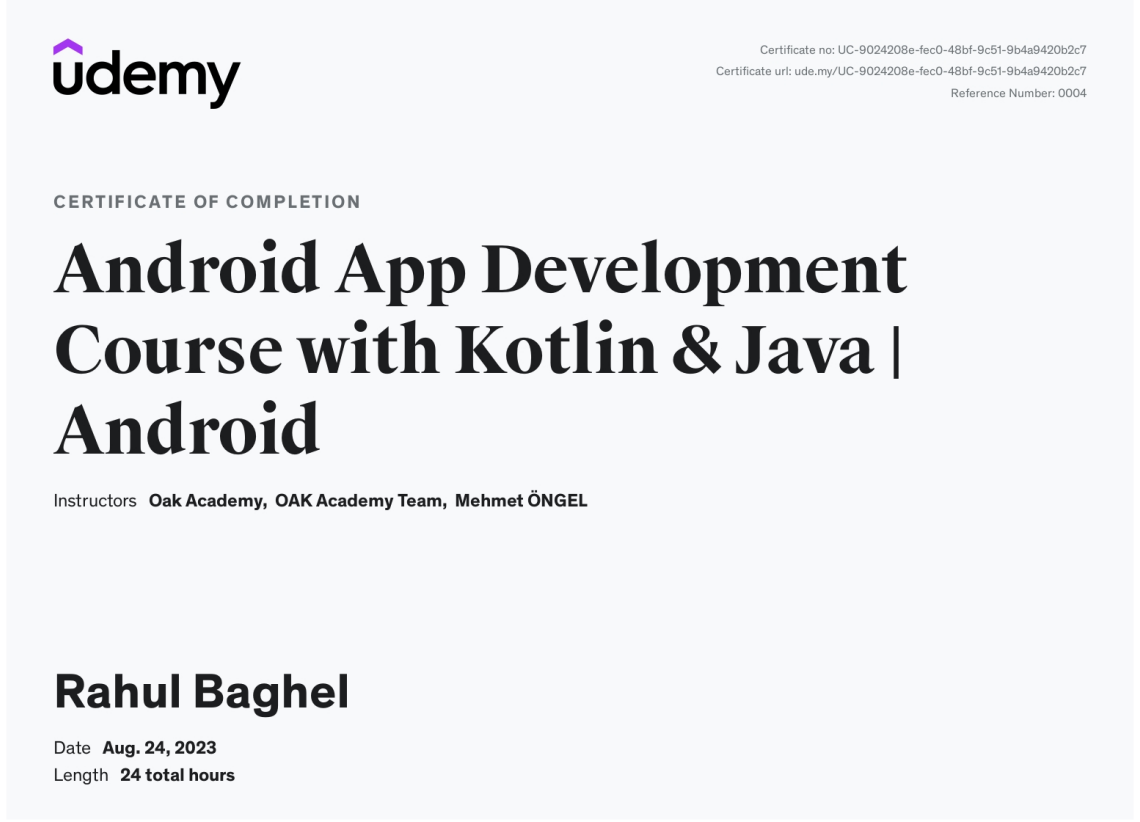 udemy
Certificate no: UC-9024208e-fec0-48bf-9c51-9b4a9420b2c7
Certificate url: ude.my/UC-9024208e-fec0-48bf-9c51-9b4a9420b2c7
Reference Number: 0004
CERTIFICATE OF COMPLETION
Android App Development
Course with Kotlin & Java |
Android
Instructors Oak Academy, OAK Academy Team, Mehmet ÖNGEL
Rahul Baghel
Date Aug. 24, 2023
Length 24 total hours